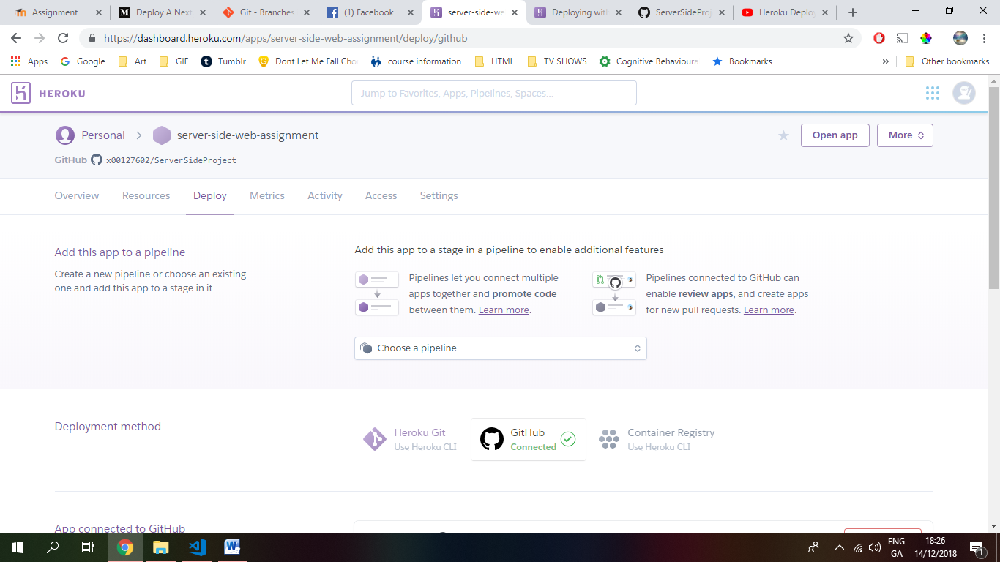 Assignment
Deploy A Next
Git - Branches
(1) Facebook
server-side-we
Deploying with
ServerSideProj
Heroku Deploy
https://dashboard.heroku.com/apps/server-side-web-assignment/deploy/github
Apps
Google
Art
GIF
Tumblr
Dont Let Me Fall Cho
course information
HTML
TV SHOWS
Cognitive Behavioura
Bookmarks
»
Other bookmarks
HEROKU
Jump to Favorites, Apps, Pipelines, Spaces...
Personal
server-side-web-assignment
Open app
More
GitHub x00127602/ServerSideProject
Overview
Resources
Deploy
Metrics
Activity
Access
Settings
Add this app to a pipeline
Create a new pipeline or choose an existing
one and add this app to a stage in it.
Add this app to a stage in a pipeline to enable additional features
Pipelines let you connect multiple
apps together and promote code
between them. Learn more.
Pipelines connected to GitHub can
enable review apps, and create apps
for new pull requests. Learn more.
Choose a pipeline
Deployment method
Heroku Git
Use Heroku CLI
GitHub
Connected
Container Registry
Use Heroku CLI
App connected to GitHub
ENG
GA
18:26
14/12/2018
1